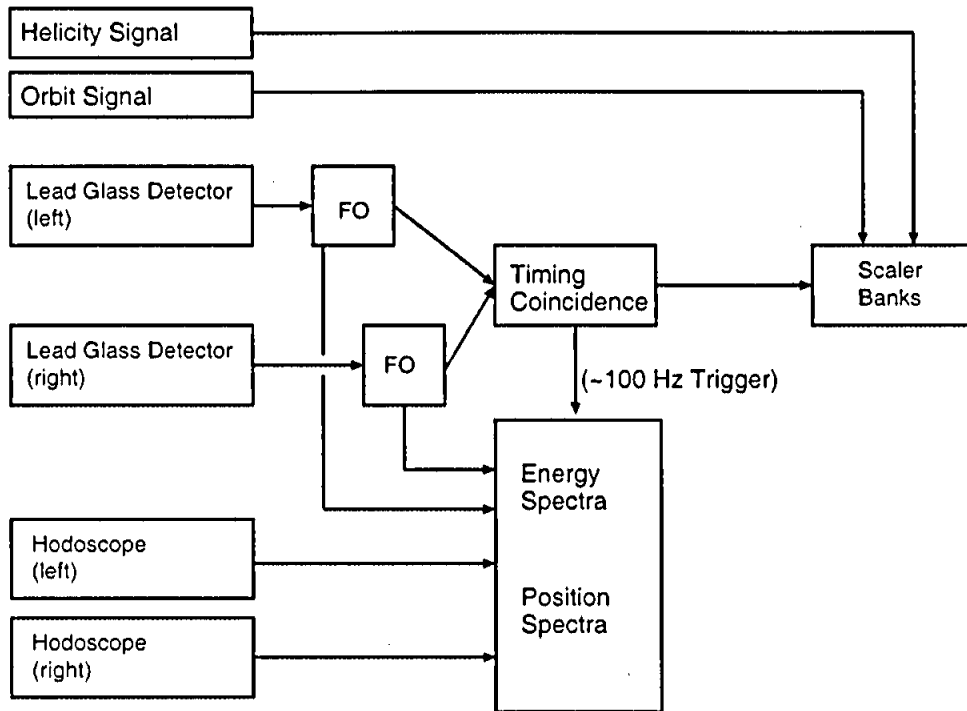 Helicity Signal
Orbit Signal
Lead Glass Detector
(left)
FO
Timing
Coincidence
Scaler
Banks
Lead Glass Detector
(right)
FO
(~100 Hz Trigger)
Energy
Spectra
Hodoscope
(left)
Position
Spectra
Hodoscope
(right)